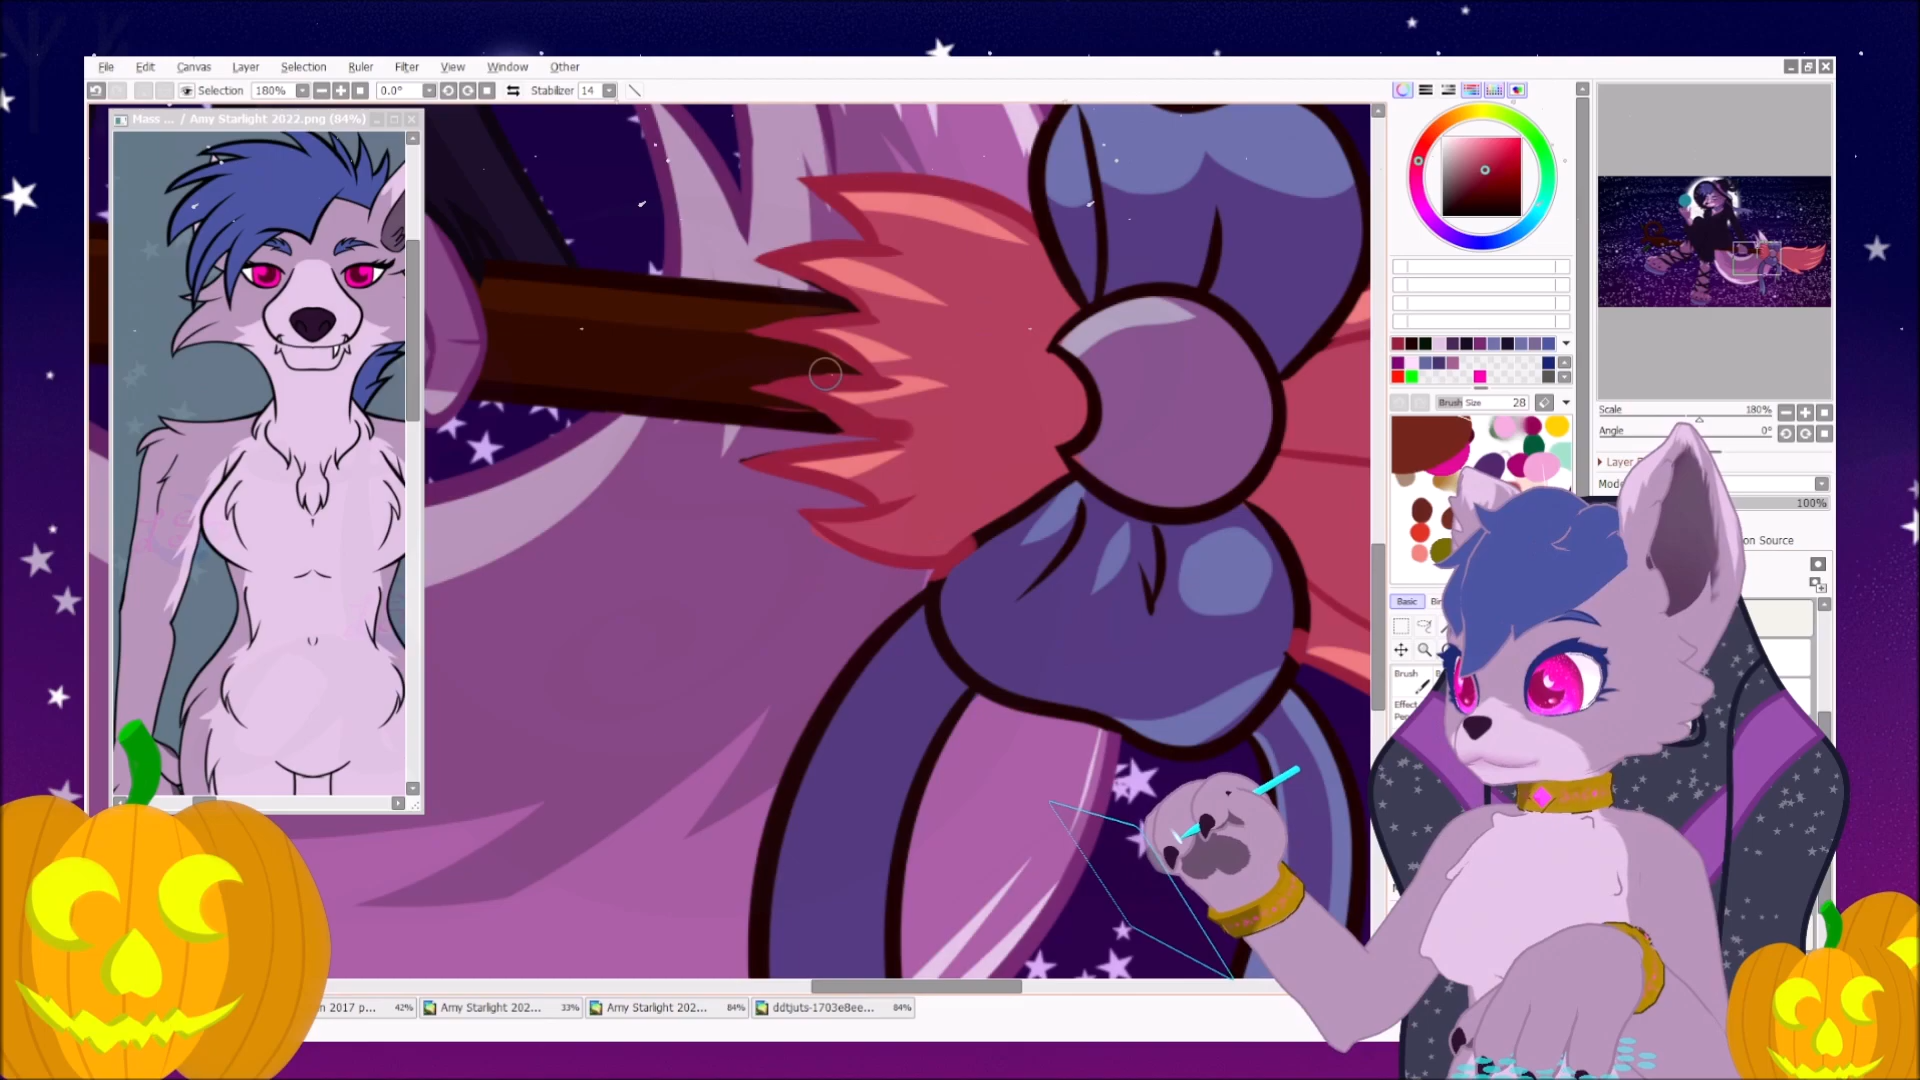 File Edit Canvas Layer Selection Ruler Filter View Window Other
Selection 180% 0.0° Stabilizer 14
Mass ... / Amy Starlight 2022.png (84%)
Brush Size 28
Scale 180%
Angle 0°
Layer
100%
on Source
Basic
Brush
Effect
2017 p... 42% Amy Starlight 202... 33% Amy Starlight 202... 84% ddtjuts-1703e8ee... 84%